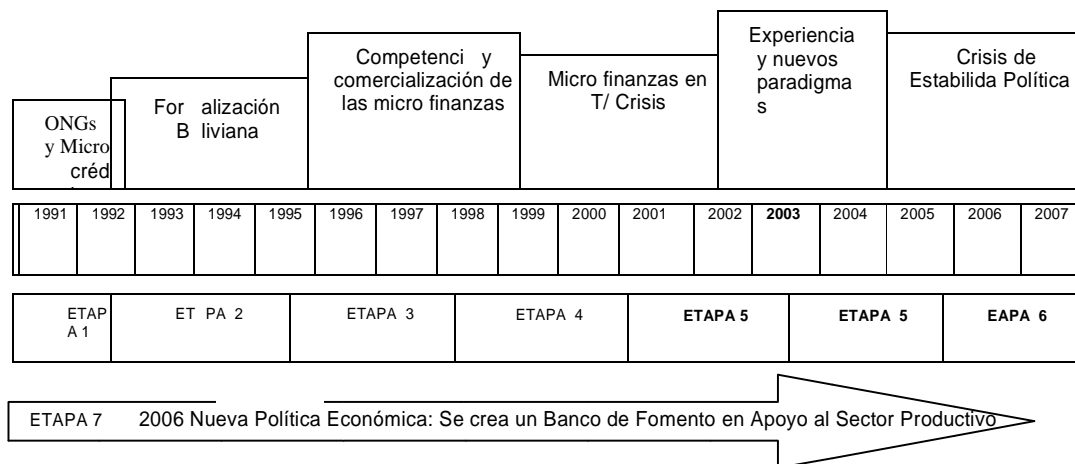 ONGs
y Micro
créd
For alización
B liviana
Competenci y
comercialización de
las micro finanzas
Micro finanzas en
T/ Crisis
Experiencia
y nuevos
paradigma
s
Crisis de
Estabilida Política
1991 1992 1993 1994 1995 1996 1997 1998 1999 2000 2001 2002 2003 2004 2005 2006 2007
ETAP
A 1
ET PA 2
ETAPA 3
ETAPA 4
ETAPA 5
ETAPA 5
EAPA 6
ETAPA 7 2006 Nueva Política Económica: Se crea un Banco de Fomento en Apoyo al Sector Productivo